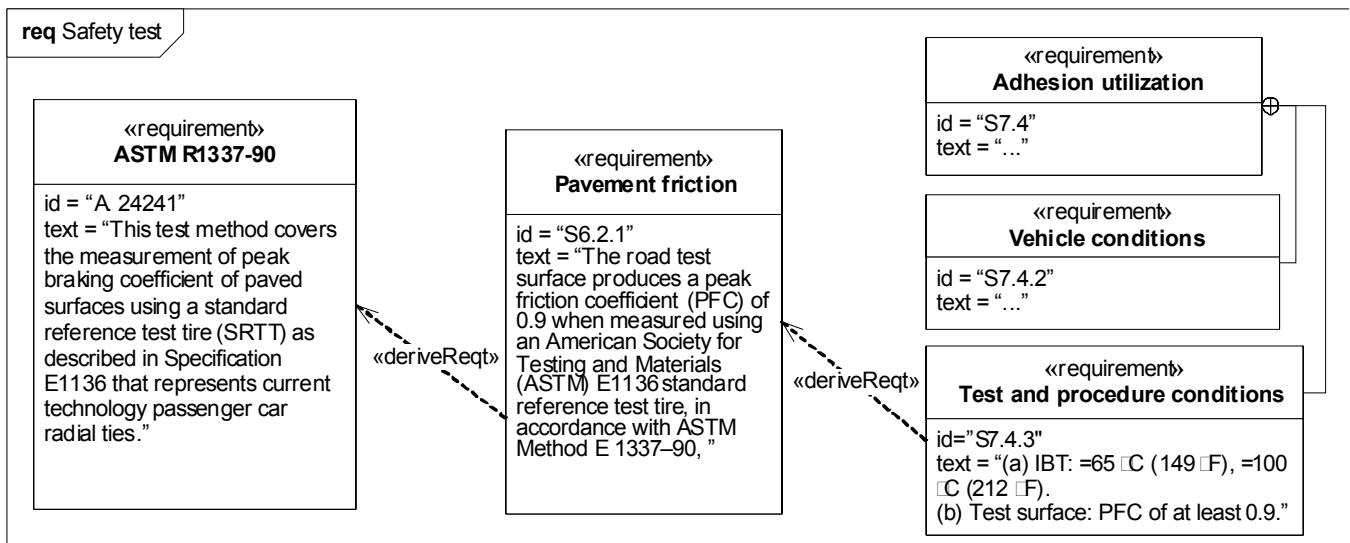 req Safety test
«requirement»
ASTM R1337-90
id = “A. 24241”
text = “This test method covers
the measurement of peak
braking coefficient of paved
surfaces using a standard
reference test tire (SRTT) as
described in Specification
E1136 that represents current
technology passenger car
radial ties.”
«deriveReqt»
«requirement»
Pavement friction
id = “S6.2.1”
text = “The road test
surface produces a peak
friction coefficient (PFC) of
0.9 when measured using
an American Society for
Testing and Materials
(ASTM) E1136 standard
reference test tire, in
accordance with ASTM
Method E 1337–90, ”
«deriveReqt»
«requirement»
Adhesion utilization
id = “S7.4”
text = “...”
«requirement»
Vehicle conditions
id = “S7.4.2”
text = “...”
«requirement»
Test and procedure conditions
id=”S7.4.3"
text = “(a) IBT: =65 □C (149 □F), =100
□C (212 □F).
(b) Test surface: PFC of at least 0.9.”